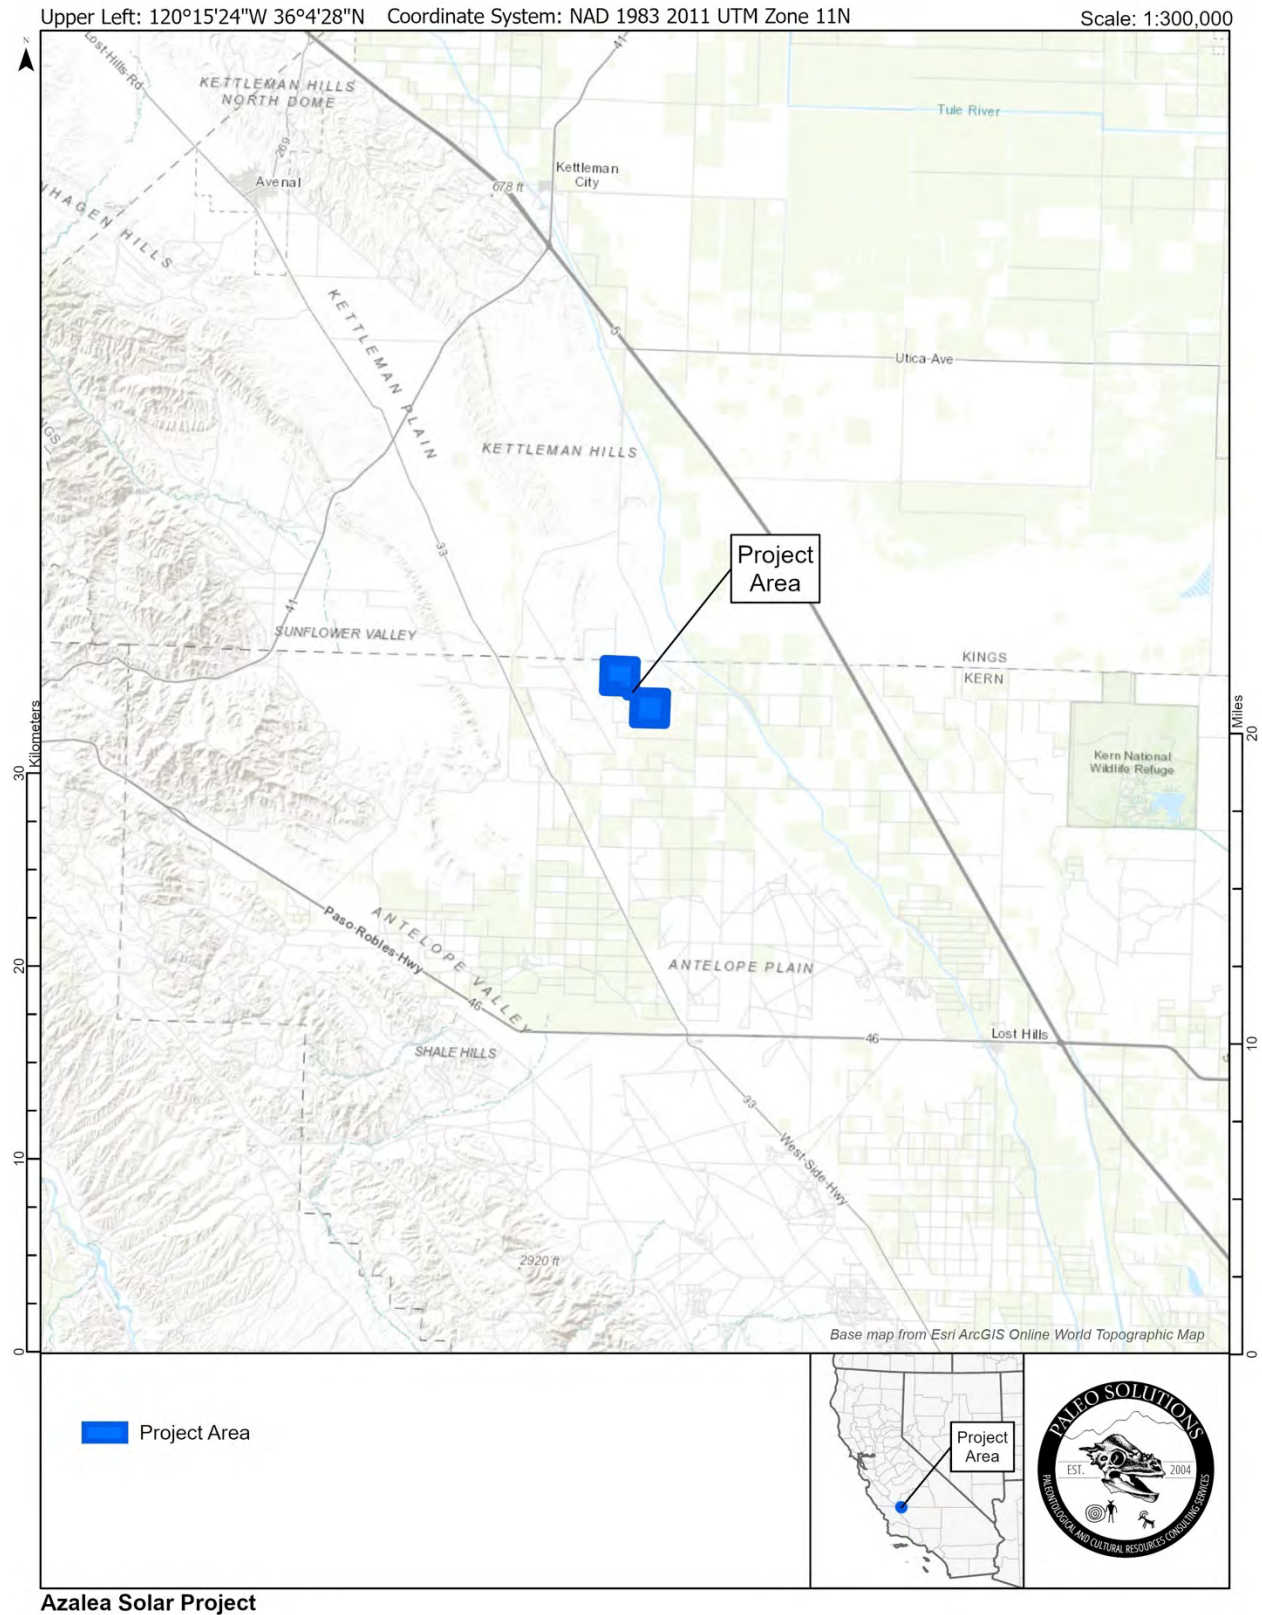 Upper Left: 120°15'24"W 36°4'28"N Coordinate System: NAD 1983 2011 UTM Zone 11N Scale: 1:300,000
N
Lost-Hills Rd
41
KETTLEMAN HILLS
NORTH DOME
Tule River
269
Kettleman
City
Avenal
678 ft
HAGEN HILLS
KETTLEMAN PLAIN
5
Utica-Ave
NGS
KETTLEMAN HILLS
33
Project
Area
41
SUNFLOWER VALLEY
KINGS
KERN
Kilometers
Miles
20
Kern National
Wildlife Refuge
30
ANTELOPE VALLEY
Paso-Robles-Hwy
20
ANTELOPE PLAIN
46
46
Lost Hills
10
SHALE HILLS
33
West-Side-Hwy
10
2920 ft
Base map from Esri ArcGIS Online World Topographic Map
0
0
Project Area
Project
Area
PALEO SOLUTIONS
EST. 2004
PALEONTOLOGICAL AND CULTURAL RESOURCES CONSULTING SERVICES
Azalea Solar Project